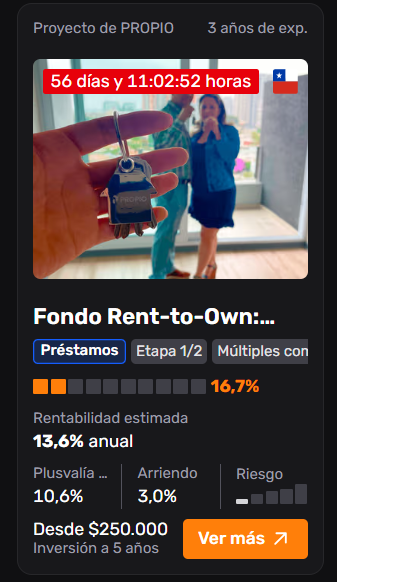 Proyecto de PROPIO 3 años de exp.
56 días y 11:02:52 horas
Fondo Rent-to-Own:...
Préstamos Etapa 1/2 Múltiples con
16,7%
Rentabilidad estimada
13,6% anual
Plusvalía ... Arriendo Riesgo
10,6% 3,0%
Desde $250.000
Inversión a 5 años
Ver más